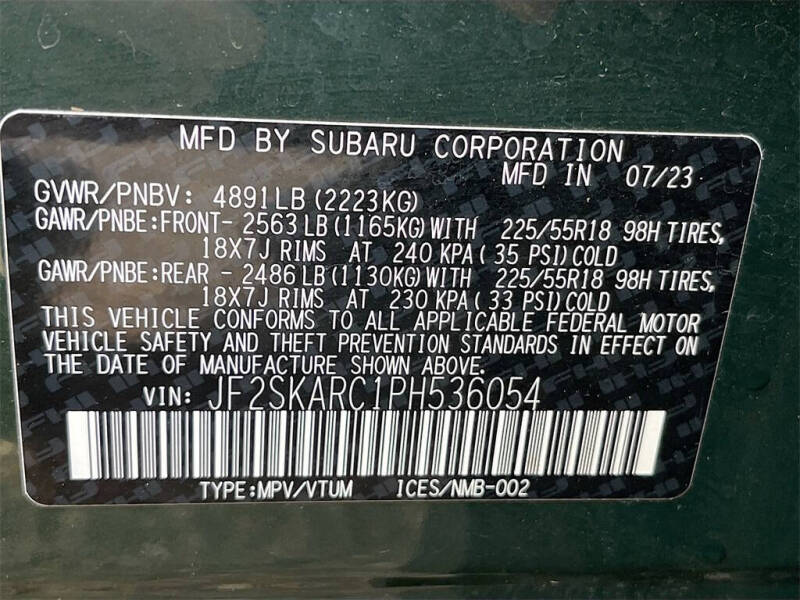 MFD BY SUBARU CORPORATION
MFD IN 07/23
GVWR/PNBV: 4891LB (2223KG)
GAWR/PNBE:FRONT- 2563 LB (1165KG) WITH 225/55R18 98H TIRES,
18X7J RIMS AT 240 KPA ( 35 PSI ) COLD
GAWR/PNBE:REAR - 2486 LB (1130KG) WITH 225/55R18 98H TIRES,
18X7J RIMS AT 230 KPA ( 33 PSI ) COLD
THIS VEHICLE CONFORMS TO ALL APPLICABLE FEDERAL MOTOR
VEHICLE SAFETY AND THEFT PREVENTION STANDARDS IN EFFECT ON
THE DATE OF MANUFACTURE SHOWN ABOVE.
VIN: JF2SKARC1PH536054
TYPE:MPV/VTUM ICES/NMB-002